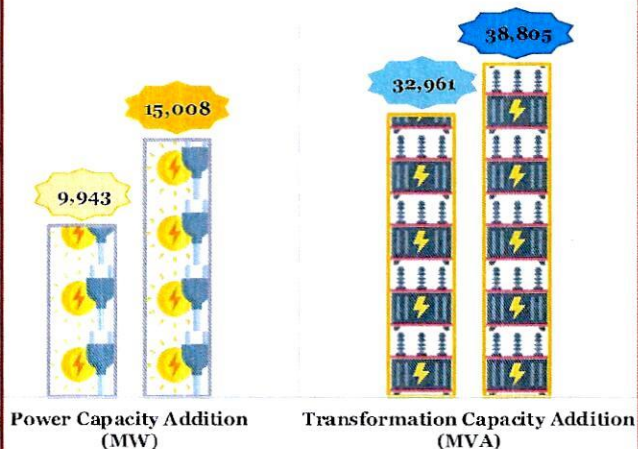 38,805
32,961
15,008
9,943
Power Capacity Addition
(MW)
Transformation Capacity Addition
(MVA)